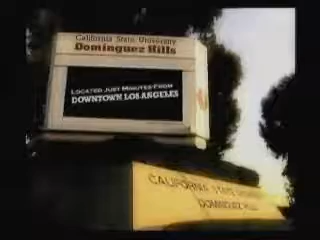 California State University
Dominguez Hills
LOCATED JUST MINUTES FROM
DOWNTOWN LOS ANGELES
CALIFORNIA STATE UNIVERSITY
DOMINGUEZ HILLS